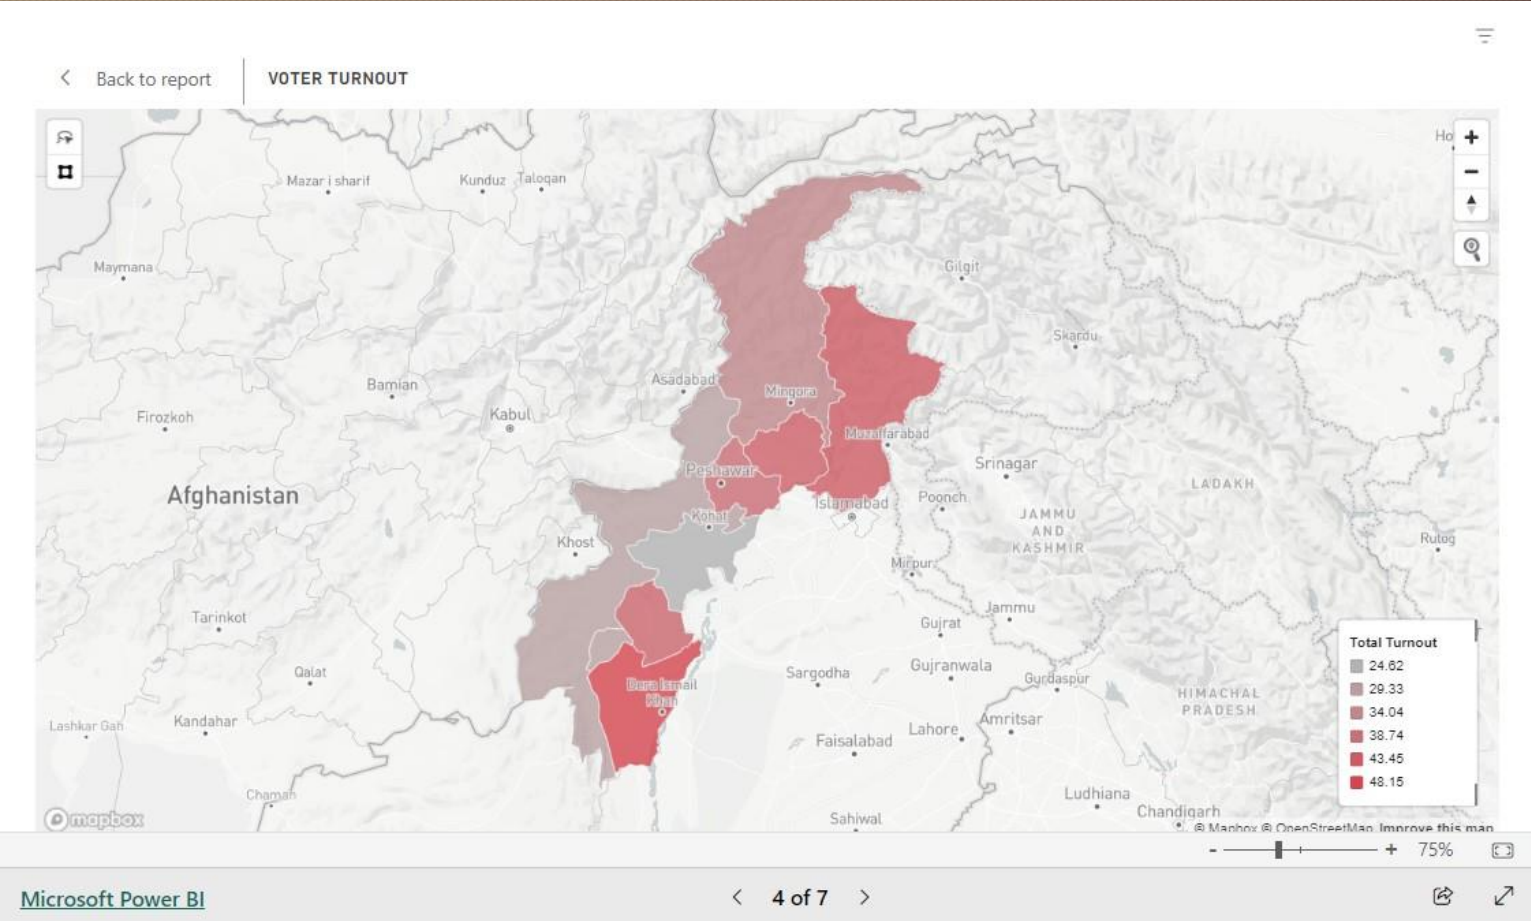 Back to report
VOTER TURNOUT
Ho
Mazar i sharif
Kunduz
Taloqan
Maymana
Gilgit
Skardu
Asadabad
Bamian
Mingora
Firozkoh
Kabul
Muzaffarabad
Peshawar
Srinagar
Afghanistan
LADAKH
Islamabad
Poonch
Kohat
JAMMU
AND
KASHMIR
Khost
Rutog
Mirpur
Tarinkot
Jammu
Gujrat
Total Turnout
24.62
29.33
34.04
38.74
43.45
48.15
Qalat
Sargodha
Gujranwala
Gurdaspur
Dera Ismail
Khan
HIMACHAL
PRADESH
Lashkar Gah
Kandahar
Lahore
Amritsar
Faisalabad
Chaman
Ludhiana
Chandigarh
mapbox
Sahiwal
© Mapbox © OpenStreetMap Improve this map
- + 75%
Microsoft Power BI
4 of 7